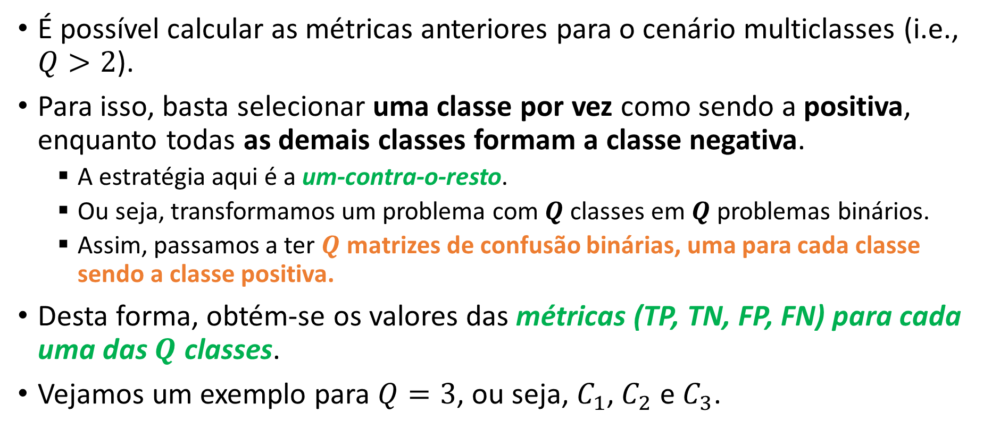 • É possível calcular as métricas anteriores para o cenário multiclasses (i.e.,
Q > 2).
• Para isso, basta selecionar uma classe por vez como sendo a positiva,
enquanto todas as demais classes formam a classe negativa.
▪ A estratégia aqui é a um-contra-o-resto.
▪ Ou seja, transformamos um problema com Q classes em Q problemas binários.
▪ Assim, passamos a ter Q matrizes de confusão binárias, uma para cada classe
sendo a classe positiva.
• Desta forma, obtém-se os valores das métricas (TP, TN, FP, FN) para cada
uma das Q classes.
• Vejamos um exemplo para Q = 3, ou seja, C₁, C₂ e C₃.